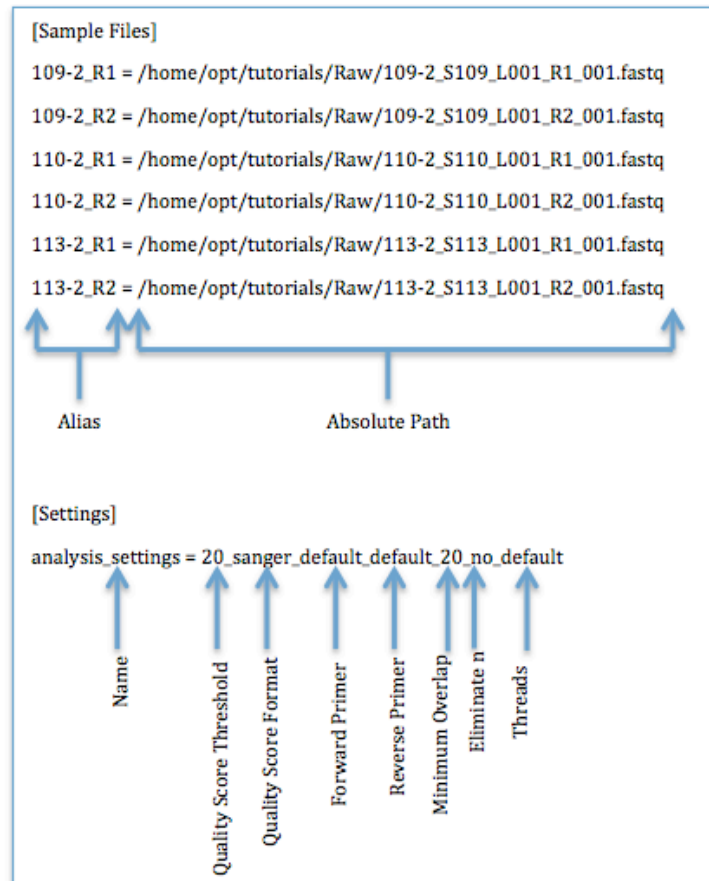 [Sample Files]
109-2_R1 = /home/opt/tutorials/Raw/109-2_S109_L001_R1_001.fastq
109-2_R2 = /home/opt/tutorials/Raw/109-2_S109_L001_R2_001.fastq
110-2_R1 = /home/opt/tutorials/Raw/110-2_S110_L001_R1_001.fastq
110-2_R2 = /home/opt/tutorials/Raw/110-2_S110_L001_R2_001.fastq
113-2_R1 = /home/opt/tutorials/Raw/113-2_S113_L001_R1_001.fastq
113-2_R2 = /home/opt/tutorials/Raw/113-2_S113_L001_R2_001.fastq
Alias
Absolute Path
[Settings]
analysis_settings = 20_sanger_default_default_20_no_default
Name
Quality Score Threshold
Quality Score Format
Forward Primer
Reverse Primer
Minimum Overlap
Eliminate n
Threads